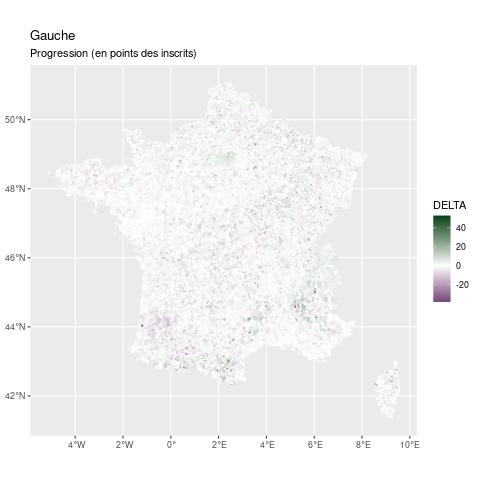 Gauche
Progression (en points des inscrits)
50°N
48°N
46°N
44°N
42°N
4°W 2°W 0° 2°E 4°E 6°E 8°E 10°E
DELTA
40
20
0
-20